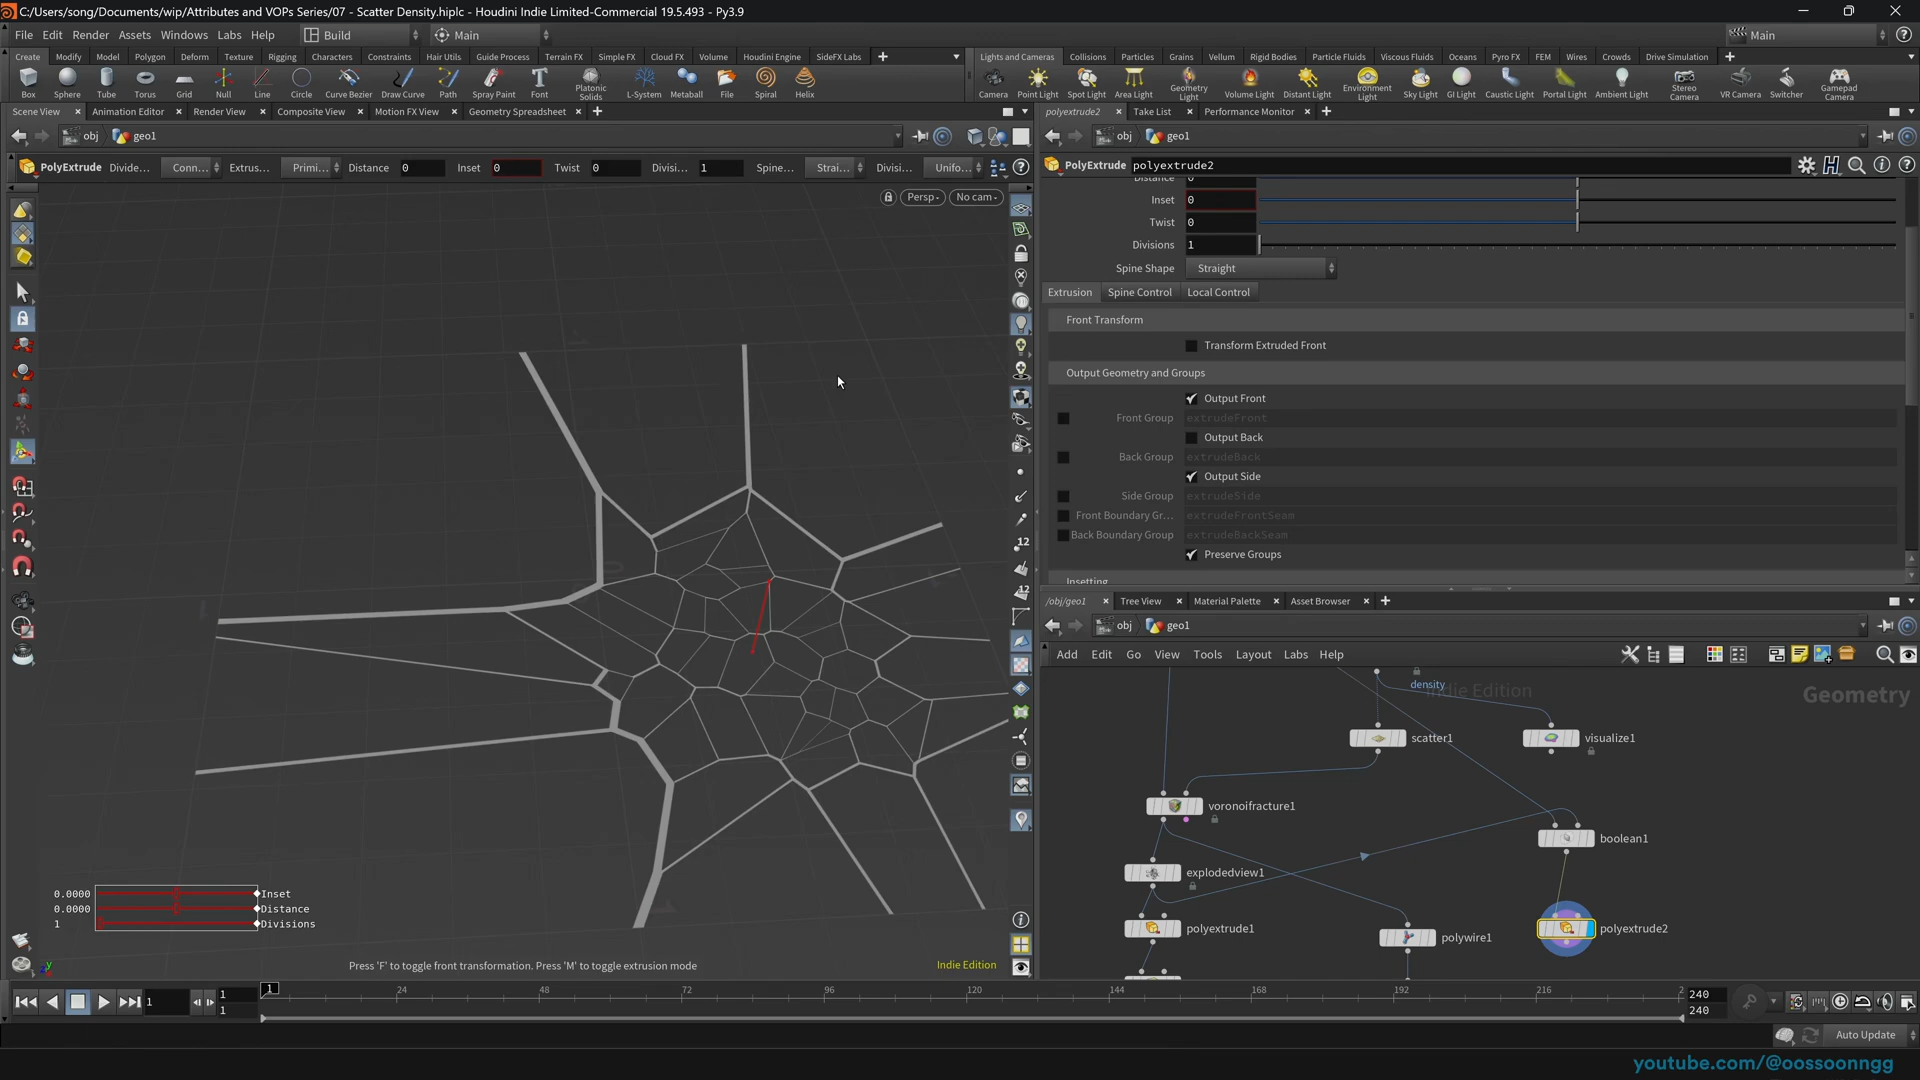 C:/Users/song/Documents/wip/Attributes and VOPs Series/07 - Scatter Density.hiplc - Houdini Indie Limited-Commercial 19.5.493 - Py3.9
File Edit Render Assets Windows Labs Help Build Main Main
Create Modify Model Polygon Deform Texture Rigging Characters Constraints Hair Utils Guide Process Terrain FX Simple FX Cloud FX Volume Houdini Engine SideFX Labs
Lights and Cameras Collisions Particles Grains Vellum Rigid Bodies Particle Fluids Viscous Fluids Oceans Pyro FX FEM Wires Crowds Drive Simulation
Box Sphere Tube Torus Grid Null Line Circle Curve Bezier Draw Curve Path Spray Paint Font Platonic Solids L-System Metaball File Spiral Helix
Camera Point Light Spot Light Area Light Geometry Light Volume Light Distant Light Environment Light Sky Light GI Light Caustic Light Portal Light Ambient Light Stereo Camera VR Camera Switcher Gamepad Camera
Scene View Animation Editor Render View Composite View Motion FX View Geometry Spreadsheet
polyextrude2 Take List Performance Monitor
obj geo1
obj geo1
PolyExtrude Divide... Conn... Extrus... Primi... Distance 0 Inset 0 Twist 0 Divisi... 1 Spine... Strai... Divisi... Unifo...
PolyExtrude polyextrude2
Persp No cam
Distance 0
Inset 0
Twist 0
Divisions 1
Spine Shape Straight
Extrusion Spine Control Local Control
Front Transform
Transform Extruded Front
Output Geometry and Groups
Output Front
Front Group extrudeFront
Output Back
Back Group extrudeBack
Output Side
Side Group extrudeSide
Front Boundary Gr... extrudeFrontSeam
Back Boundary Group extrudeBackSeam
Preserve Groups
Insetting
12
12
/obj/geo1 Tree View Material Palette Asset Browser
obj geo1
Add Edit Go View Tools Layout Labs Help
density
Indie Edition
Geometry
scatter1
visualize1
voronoifracture1
boolean1
explodedview1
polyextrude1
polywire1
polyextrude2
0.0000 Inset
0.0000 Distance
1 Divisions
Press 'F' to toggle front transformation. Press 'M' to toggle extrusion mode
Indie Edition
1 1 1 1 24 48 72 96 120 144 168 192 216 2 240 240
Auto Update
youtube.com/@oossoonngg